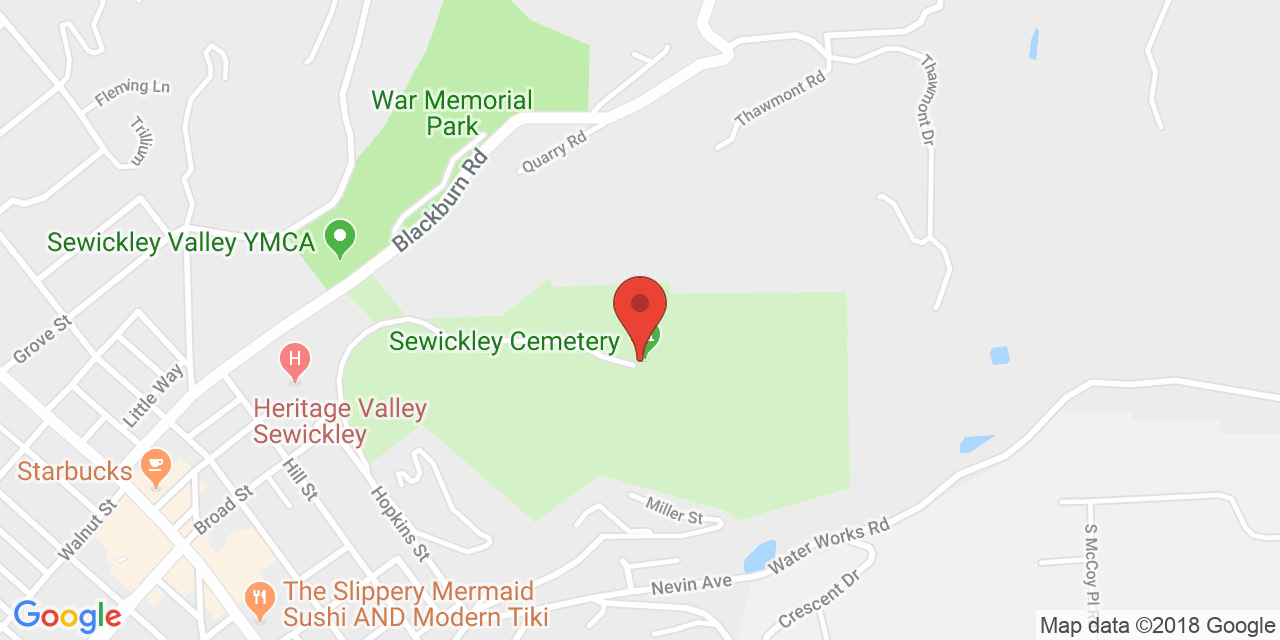 Fleming Ln
Trillium
War Memorial
Park
Thawmont Rd
Thawmont Dr
Quarry Rd
Blackburn Rd
Sewickley Valley YMCA
Grove St
Sewickley Cemetery
H
Little Way
Heritage Valley
Sewickley
Starbucks
Hill St
Broad St
Walnut St
Hopkins St
Miller St
Water Works Rd
S McCoy Pl
Nevin Ave
Crescent Dr
The Slippery Mermaid
Sushi AND Modern Tiki
Google
Map data ©2018 Google